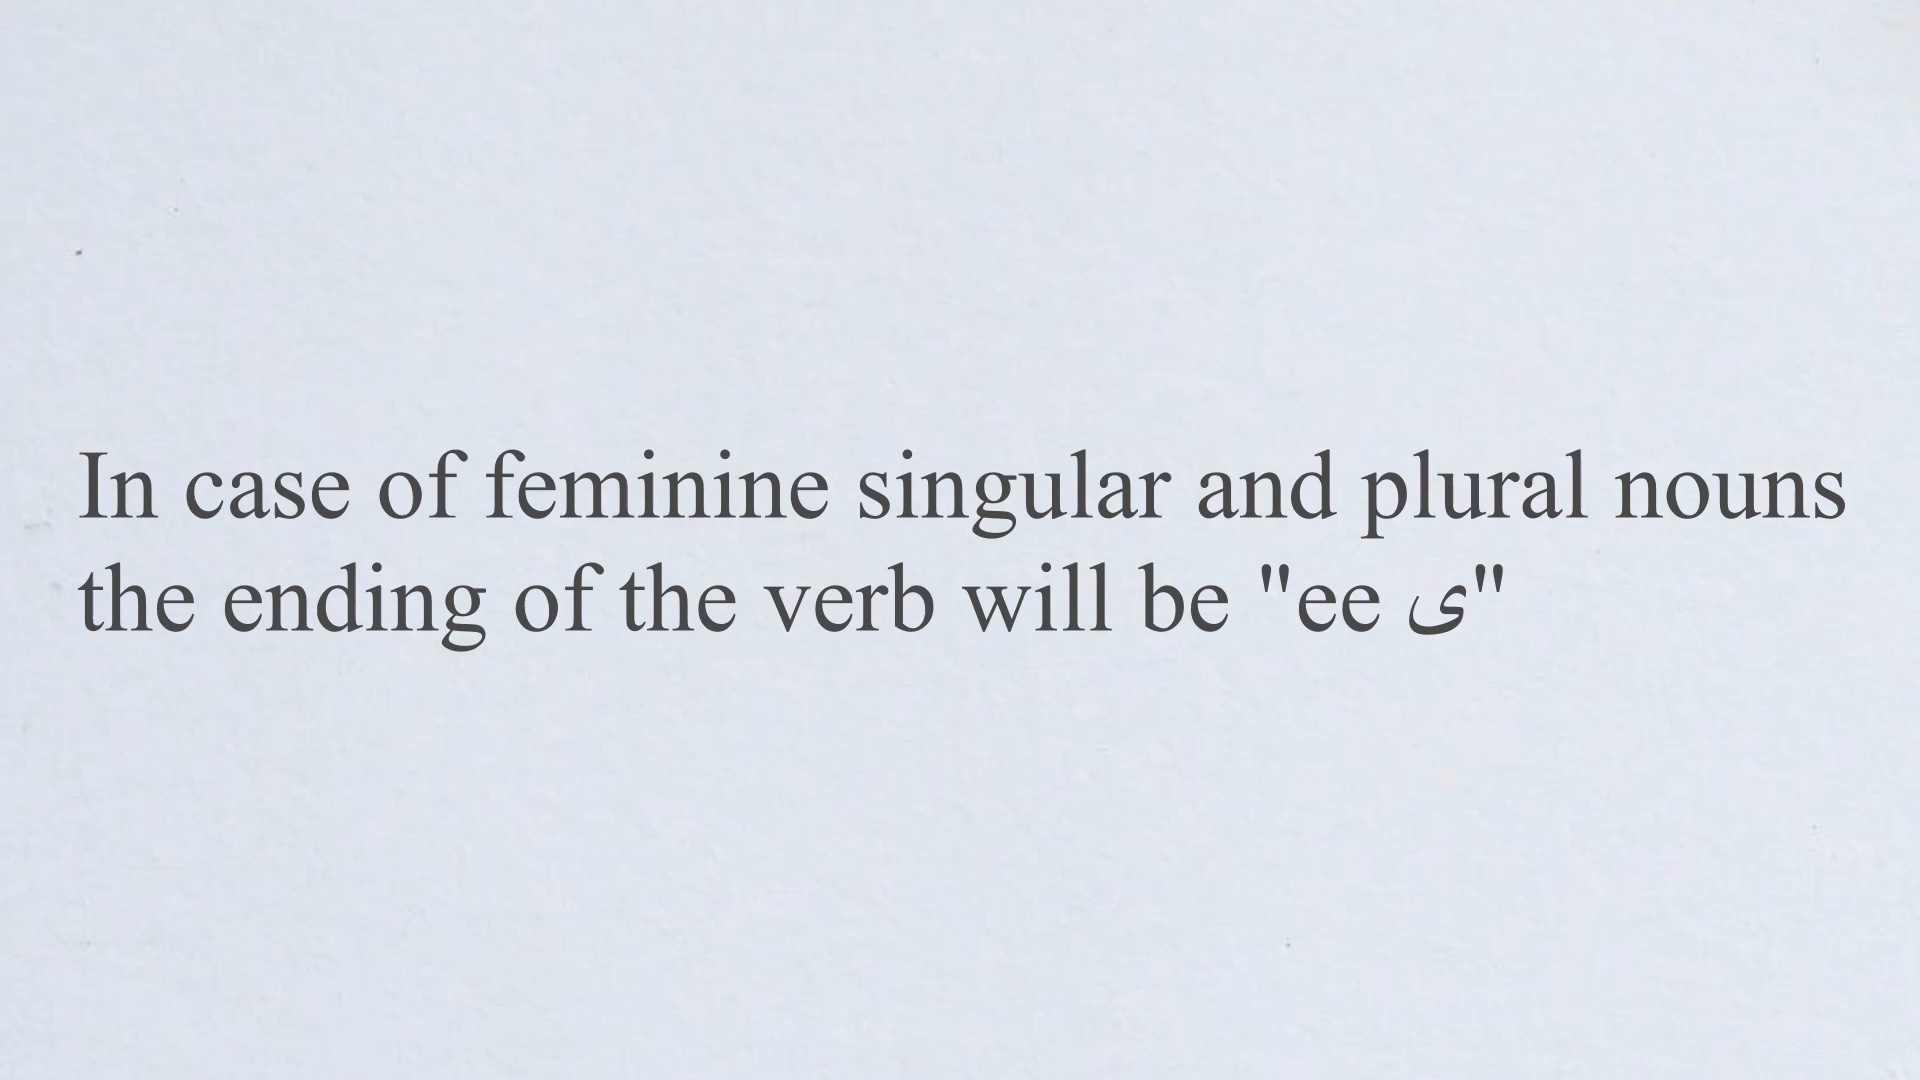 In case of feminine singular and plural nouns
the ending of the verb will be "ee ی"